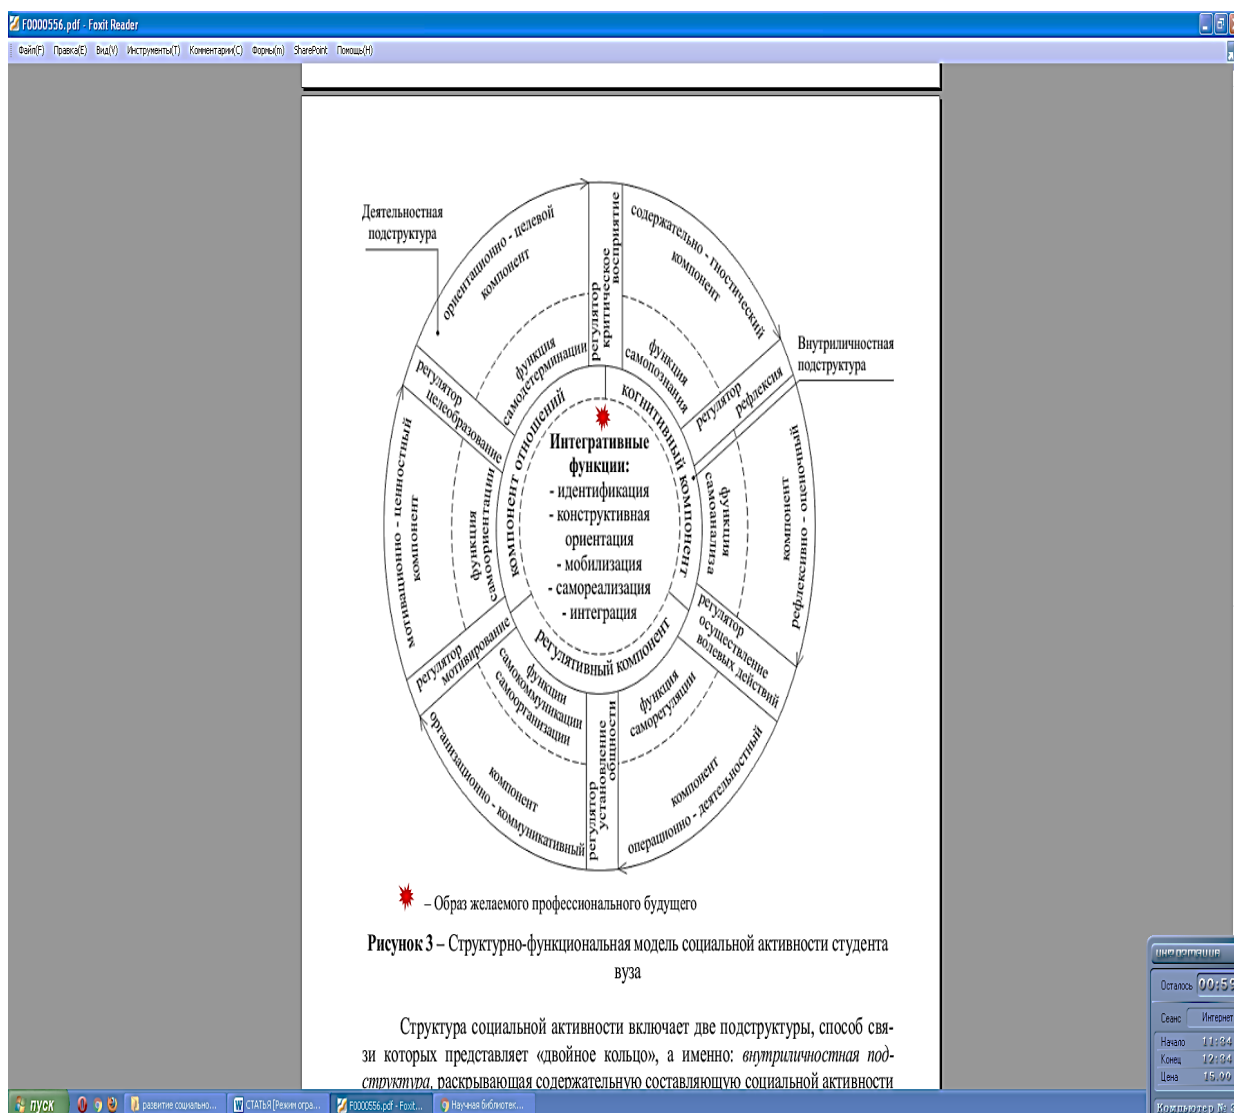 F0000556.pdf - Foxit Reader
Файл(F) Правка(E) Вид(V) Инструменты(T) Комментарии(C) Формы(m) SharePoint Помощь(H)
Деятельностная
подструктура
ориентационно - целевой
компонент
функция
самодетерминации
регулятор
критическое
восприятие
содержательно - гностический
компонент
функция
самопознания
регулятор
рефлексия
Внутриличностная
подструктура
рефлексивно - оценочный
компонент
функция
самоанализа
регулятор
осуществление
волевых действий
операционно - деятельностный
компонент
функция
саморегуляции
регулятор
установление
общности
организационно - коммуникативный
компонент
функции
самокоммуникации
самоорганизации
регулятор
мотивирование
мотивационно - ценностный
компонент
функция
самоориентации
регулятор
целеобразование
компонент отношений
когнитивный компонент
регулятивный компонент
Интегративные
функции:
- идентификация
- конструктивная
ориентация
- мобилизация
- самореализация
- интеграция
– Образ желаемого профессионального будущего
Рисунок 3 – Структурно-функциональная модель социальной активности студента
вуза
Структура социальной активности включает две подструктуры, способ свя-
зи которых представляет «двойное кольцо», а именно: внутриличностная под-
структура, раскрывающая содержательную составляющую социальной активности
информация
Осталось 00:59
Сеанс Интернет
Начало 11:34
Конец 12:34
Цена 15.00
Компьютер №
пуск
развитие социально...
СТАТЬЯ [Режим огра...
F0000556.pdf - Foxit...
Научная библиотек...